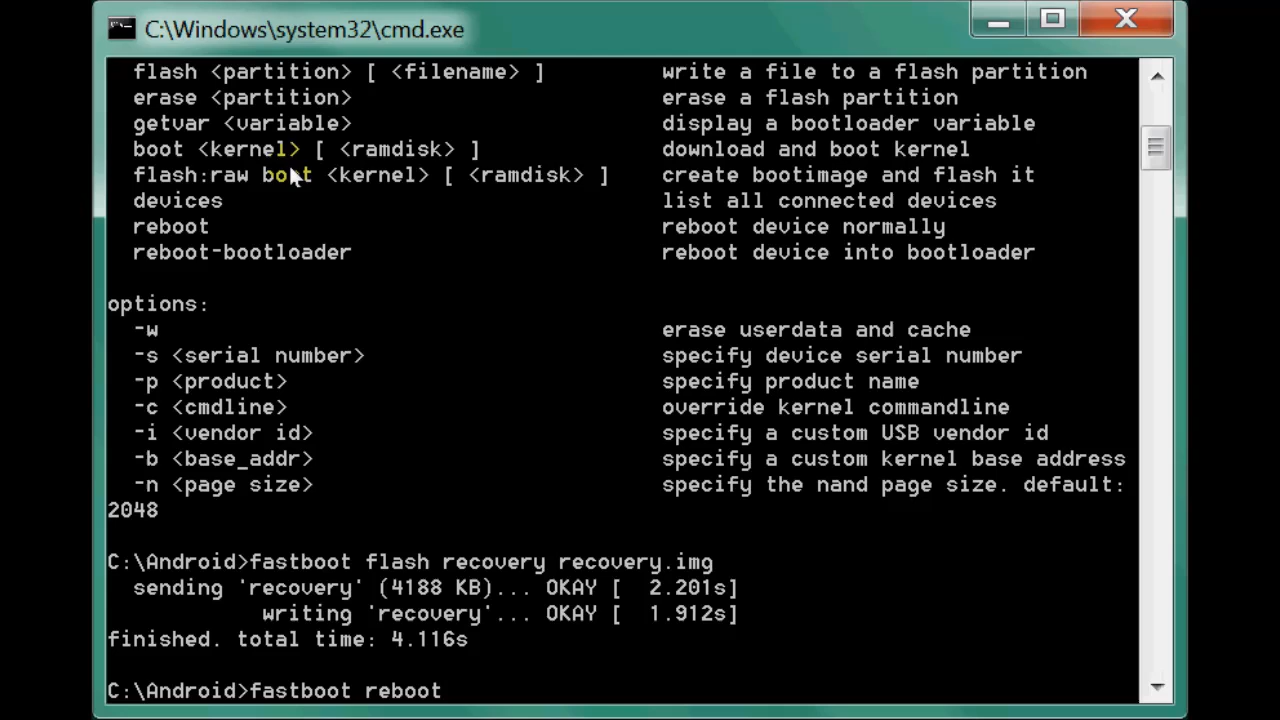 C:\Windows\system32\cmd.exe
flash <partition> [ <filename> ] write a file to a flash partition
erase <partition> erase a flash partition
getvar <variable> display a bootloader variable
boot <kernel> [ <ramdisk> ] download and boot kernel
flash:raw boot <kernel> [ <ramdisk> ] create bootimage and flash it
devices list all connected devices
reboot reboot device normally
reboot-bootloader reboot device into bootloader
options:
-w erase userdata and cache
-s <serial number> specify device serial number
-p <product> specify product name
-c <cmdline> override kernel commandline
-i <vendor id> specify a custom USB vendor id
-b <base_addr> specify a custom kernel base address
-n <page size> specify the nand page size. default:
2048
C:\Android>fastboot flash recovery recovery.img
sending 'recovery' (4188 KB)... OKAY [ 2.201s]
writing 'recovery'... OKAY [ 1.912s]
finished. total time: 4.116s
C:\Android>fastboot reboot